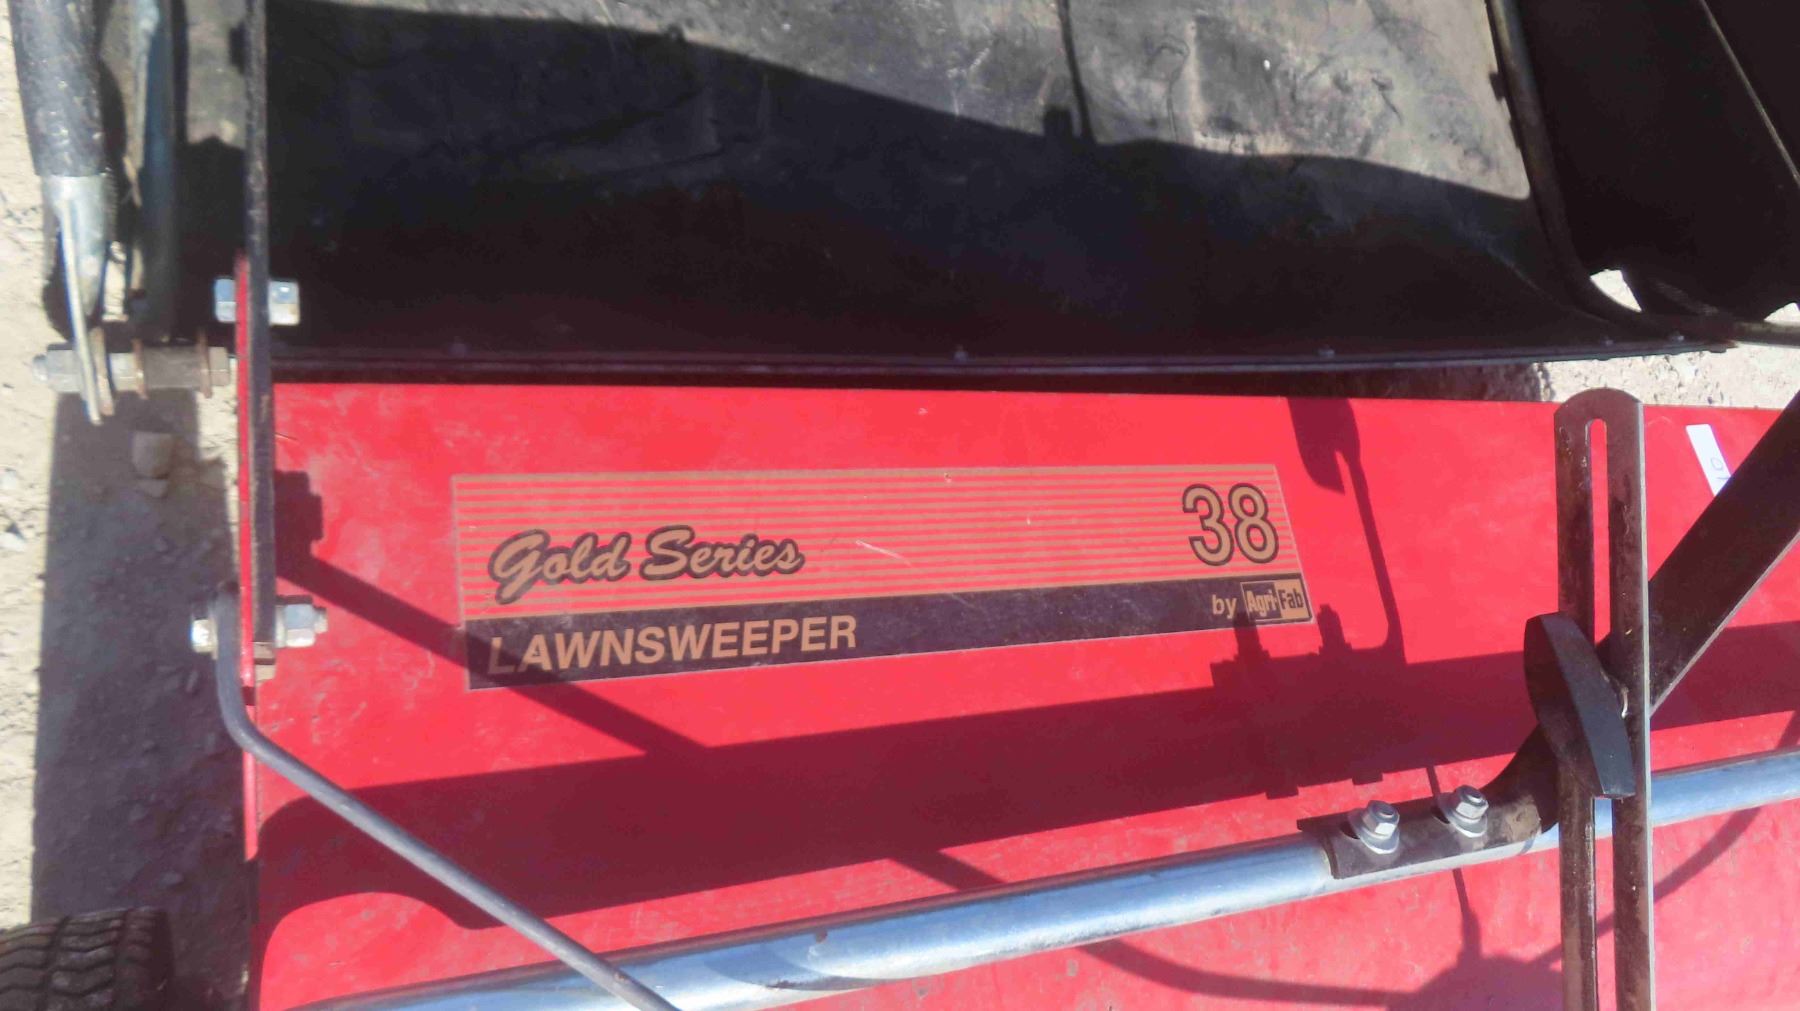 Gold Series 38
LAWNSWEEPER by Agri-Fab